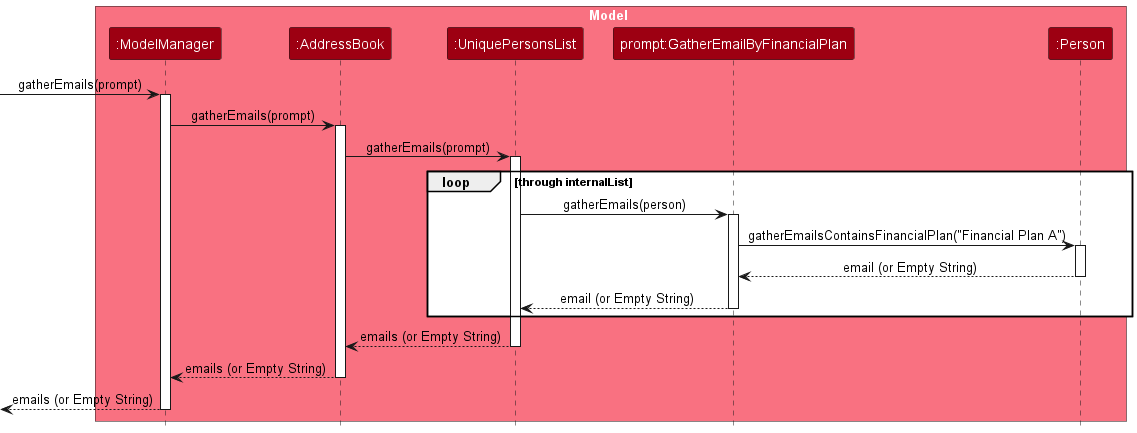 Model
:ModelManager
:AddressBook
:UniquePersonsList
prompt:GatherEmailByFinancialPlan
:Person
gatherEmails(prompt)
gatherEmails(prompt)
gatherEmails(prompt)
loop
[through internalList]
gatherEmails(person)
gatherEmailsContainsFinancialPlan("Financial Plan A")
email (or Empty String)
email (or Empty String)
emails (or Empty String)
emails (or Empty String)
emails (or Empty String)